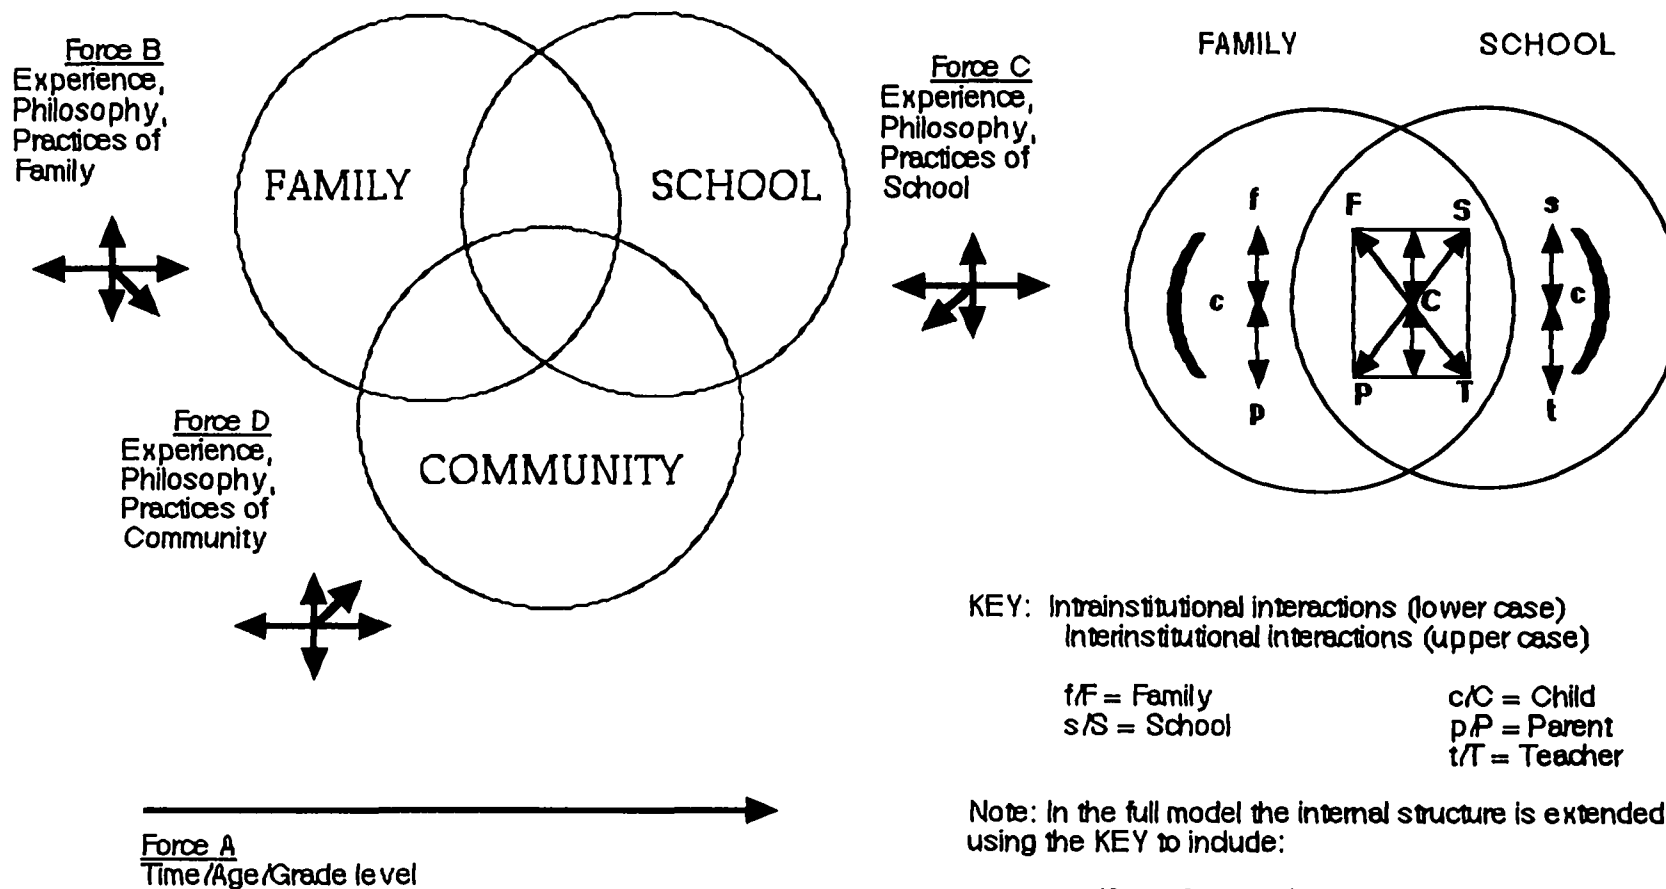 Force B
Experience,
Philosophy,
Practices of
Family
FAMILY
SCHOOL
COMMUNITY
Force D
Experience,
Philosophy,
Practices of
Community
Force A
Time/Age/Grade level
Force C
Experience,
Philosophy,
Practices of
School
FAMILY SCHOOL
f F S s
c C c
p P T t
KEY: Intrainstitutional interactions (lower case)
Interinstitutional interactions (upper case)
f/F = Family c/C = Child
s/S = School p/P = Parent
t/T = Teacher
Note: In the full model the internal structure is extended
using the KEY to include: